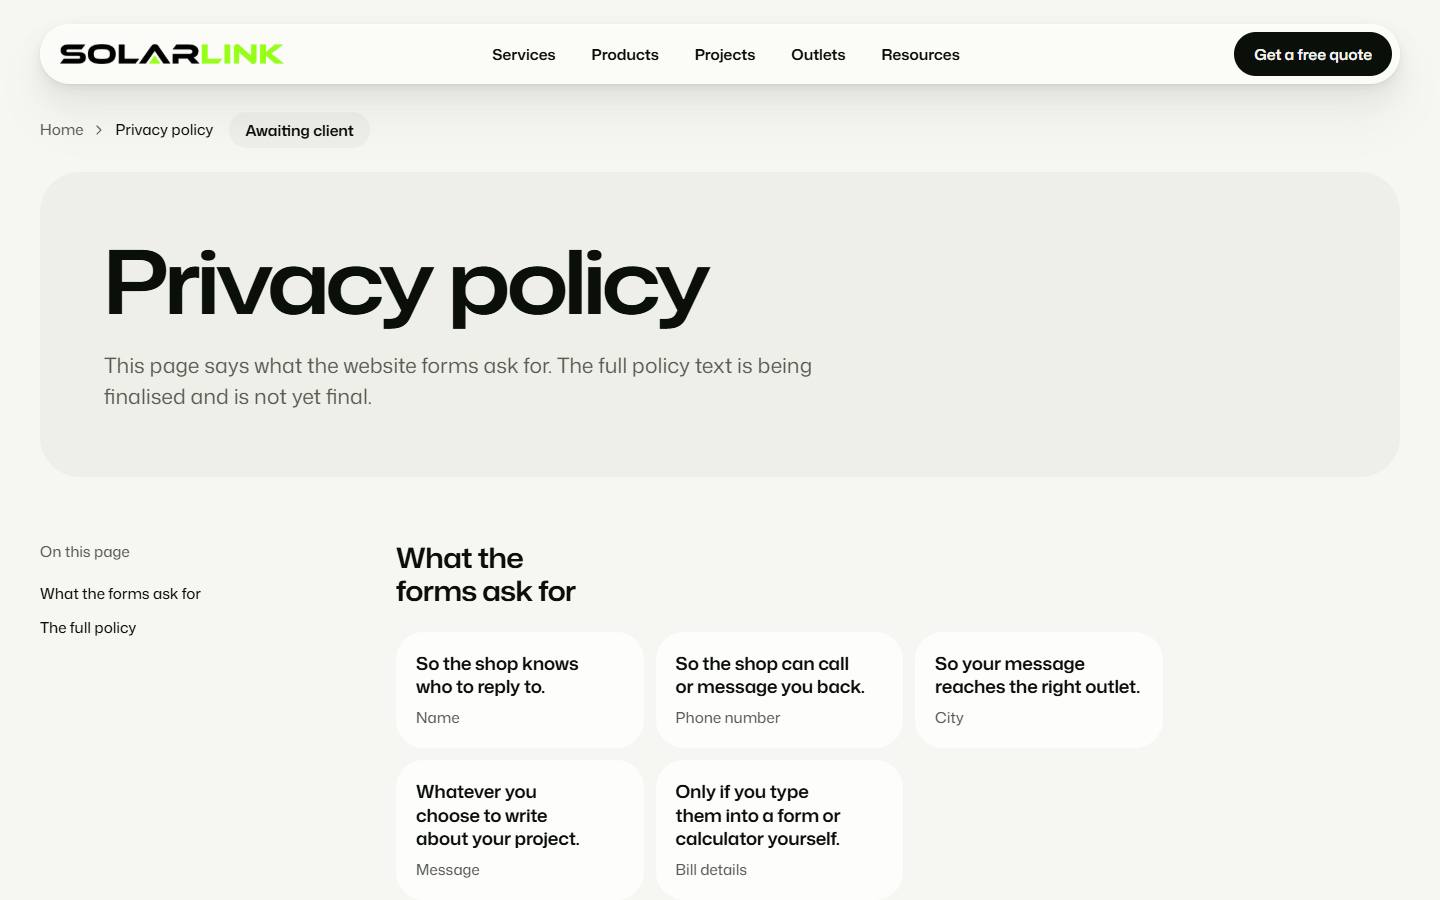 SOLARLINK
Services
Products
Projects
Outlets
Resources
Get a free quote
Home
Privacy policy
Awaiting client
Privacy policy
This page says what the website forms ask for. The full policy text is being
finalised and is not yet final.
On this page
What the forms ask for
The full policy
What the
forms ask for
So the shop knows
who to reply to.
Name
So the shop can call
or message you back.
Phone number
So your message
reaches the right outlet.
City
Whatever you
choose to write
about your project.
Message
Only if you type
them into a form or
calculator yourself.
Bill details